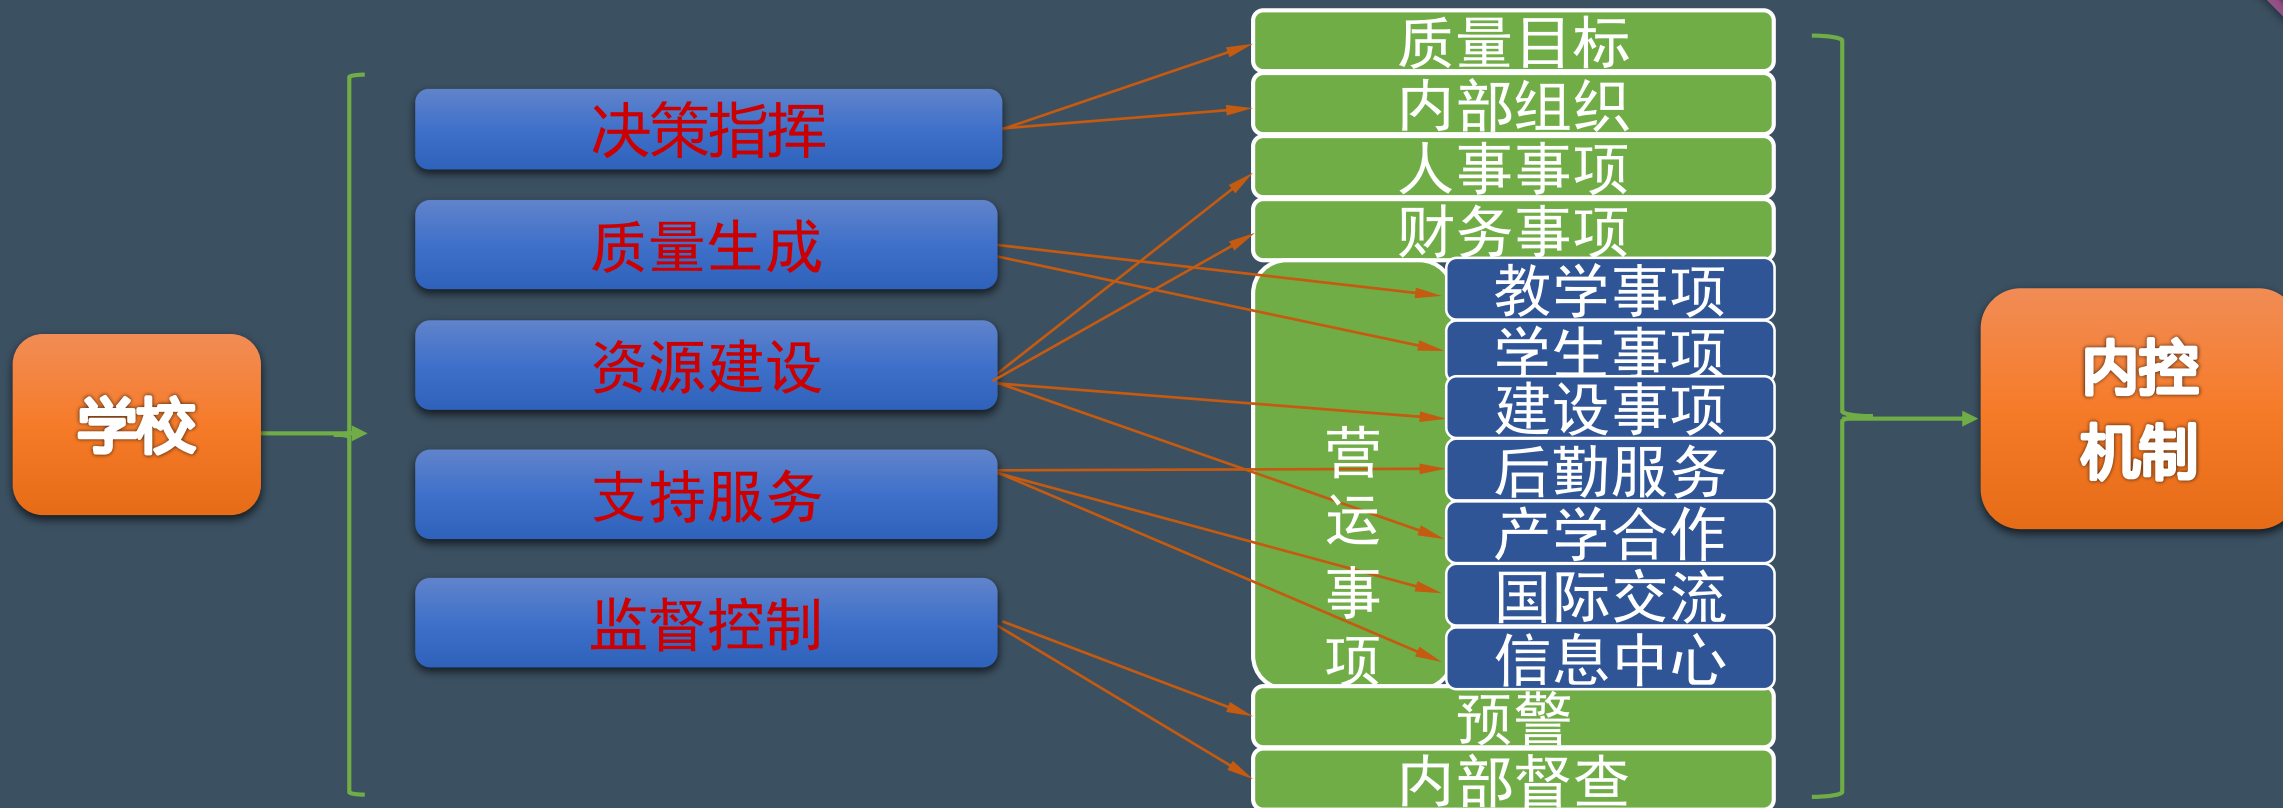 学校
决策指挥
质量生成
资源建设
支持服务
监督控制
质量目标
内部组织
人事事项
财务事项
营运事项
教学事项
学生事项
建设事项
后勤服务
产学合作
国际交流
信息中心
预警
内部督查
内控
机制